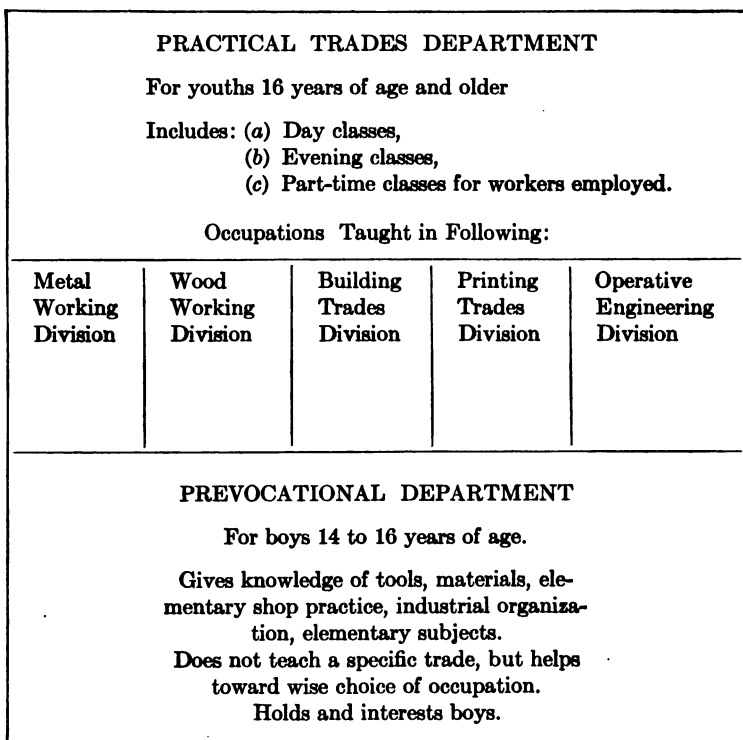 PRACTICAL TRADES DEPARTMENT
For youths 16 years of age and older
Includes: (a) Day classes,
(b) Evening classes,
(c) Part-time classes for workers employed.
Occupations Taught in Following:
Metal Working Division
Wood Working Division
Building Trades Division
Printing Trades Division
Operative Engineering Division
PREVOCATIONAL DEPARTMENT
For boys 14 to 16 years of age.
Gives knowledge of tools, materials, ele-
mentary shop practice, industrial organiza-
tion, elementary subjects.
Does not teach a specific trade, but helps
toward wise choice of occupation.
Holds and interests boys.